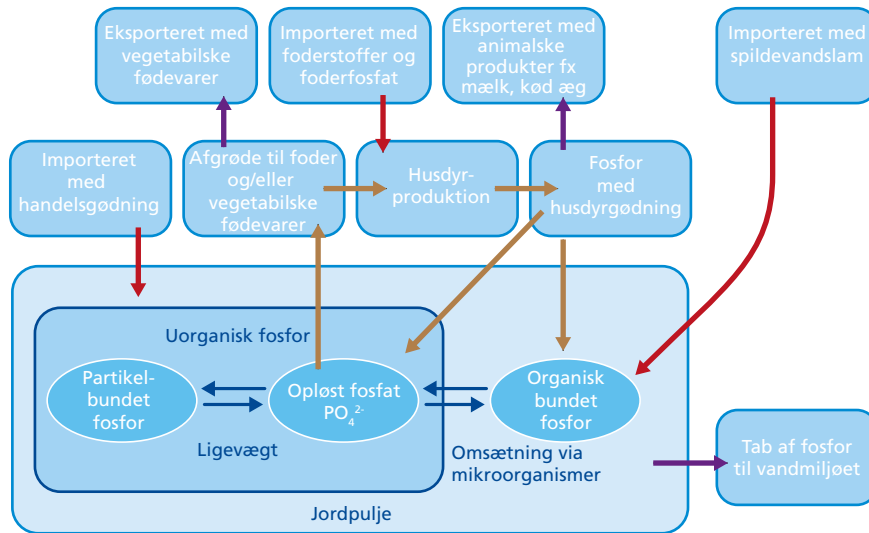 Eksporteret med
vegetabilske
fødevarer
Importeret med
foderstoffer og
foderfosfat
Eksporteret med
animalske
produkter fx
mælk, kød æg
Importeret med
spildevandslam
Importeret
med
handelsgødning
Afgrøde til foder
og/eller
vegetabilske
fødevarer
Husdyr-
produktion
Fosfor
med
husdyrgødning
Uorganisk fosfor
Partikel-
bundet
fosfor
Opløst fosfat
PO₄²⁻
Organisk
bundet
fosfor
Ligevægt
Omsætning via
mikroorganismer
Tab af fosfor
til vandmiljøet
Jordpulje